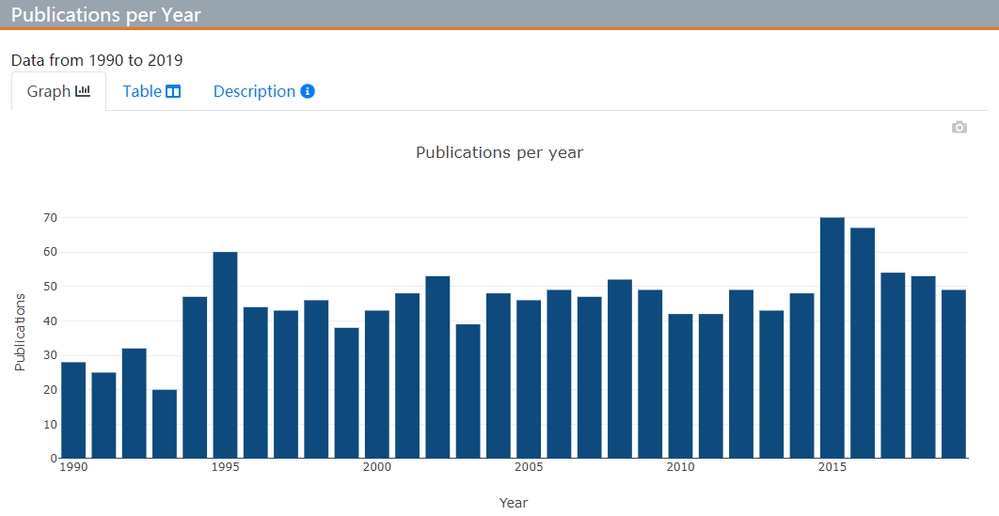 Publications per Year
Data from 1990 to 2019
Graph
Table
Description
Publications per year
70
60
50
40
30
20
10
0
Publications
1990
1995
2000
2005
2010
2015
Year